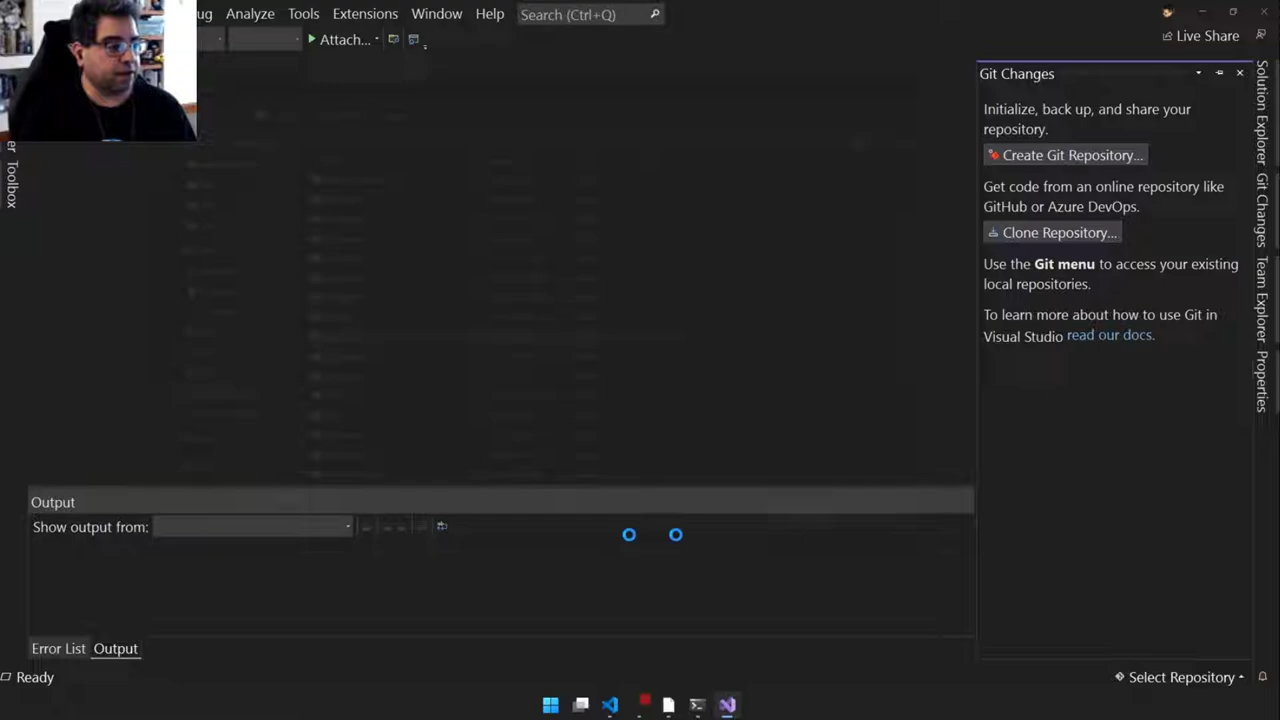 ug Analyze Tools Extensions Window Help Search (Ctrl+Q)
Attach...
Live Share
Git Changes
Initialize, back up, and share your
repository.
Create Git Repository...
Get code from an online repository like
GitHub or Azure DevOps.
Clone Repository...
Use the Git menu to access your existing
local repositories.
To learn more about how to use Git in
Visual Studio read our docs.
Solution Explorer
Git Changes
Team Explorer
Properties
er
Toolbox
Output
Show output from:
Error List Output
Ready
Select Repository